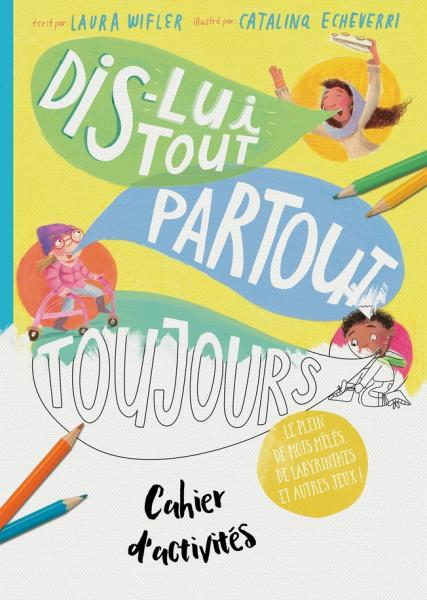 écrit par: LAURA WIFLER illustré par: CATALINA ECHEVERRI
DIS-LUI
TOUT
PARTOUT
TOUJOURS
LE PLEIN
DE MOTS MÊLÉS,
DE LABYRINTHES
ET AUTRES JEUX !
Cahier
d'activités